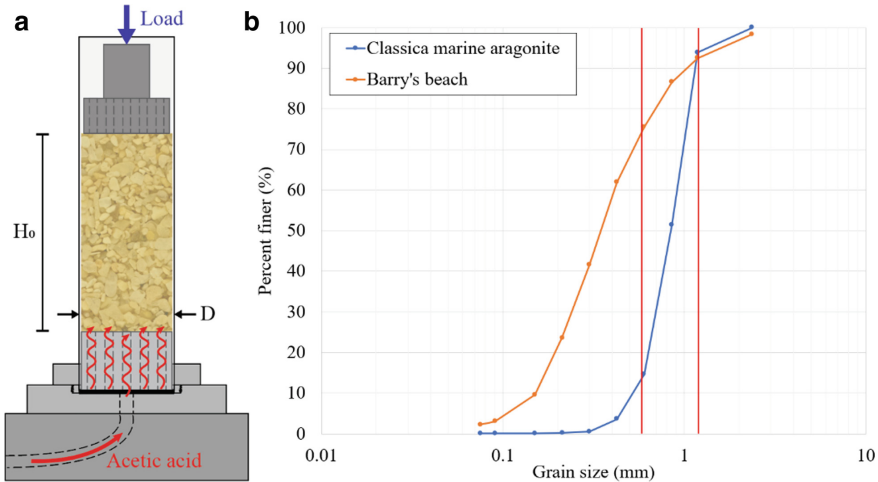 a
Load
H₀
D
Acetic acid
b
Classica marine aragonite
Barry's beach
Percent finer (%)
100
90
80
70
60
50
40
30
20
10
0
0.01
0.1
1
10
Grain size (mm)